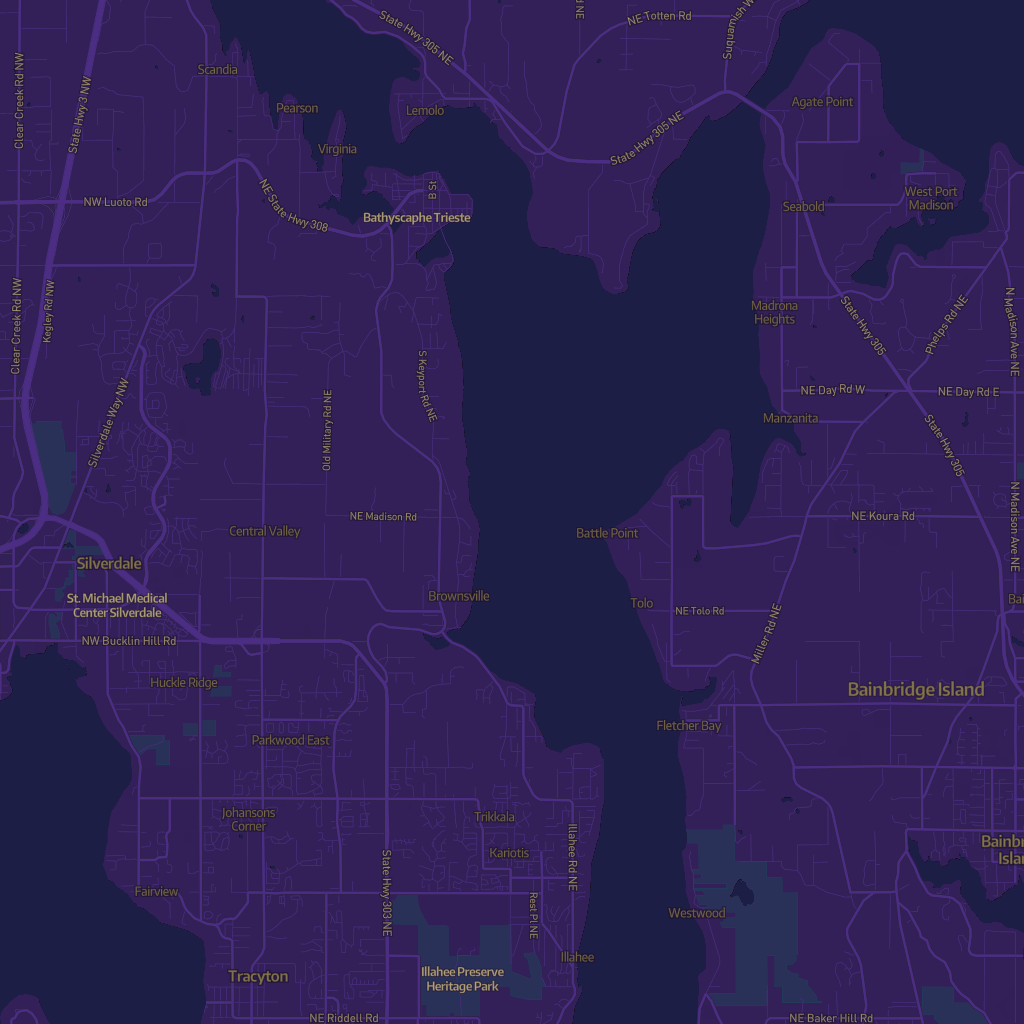 State Hwy 305 NE
NE
NE Totten Rd
Suquamish W
Clear Creek Rd NW
State Hwy 3 NW
Scandia
Pearson
Lemolo
Agate Point
Virginia
State Hwy 305 NE
NW Luoto Rd
NE State Hwy 308
B St
Bathyscaphe Trieste
Seabold
West Port
Madison
Clear Creek Rd NW
Kegley Rd NW
Madrona
Heights
State Hwy 305
Phelps Rd NE
N Madison Ave NE
S Keyport Rd NE
NE Day Rd W
NE Day Rd E
Silverdale Way NW
Old Military Rd NE
Manzanita
State Hwy 305
Central Valley
NE Madison Rd
Battle Point
NE Koura Rd
N Madison Ave NE
Silverdale
St. Michael Medical
Center Silverdale
Brownsville
Tolo
NE Tolo Rd
Miller Rd NE
Bai
NW Bucklin Hill Rd
Huckle Ridge
Bainbridge Island
Fletcher Bay
Parkwood East
Johansons
Corner
Trikkala
Kariotis
Illahee Rd NE
Bainbr
Islan
State Hwy 303 NE
Fairview
Rest Pl NE
Westwood
Illahee
Tracyton
Illahee Preserve
Heritage Park
NE Riddell Rd
NE Baker Hill Rd